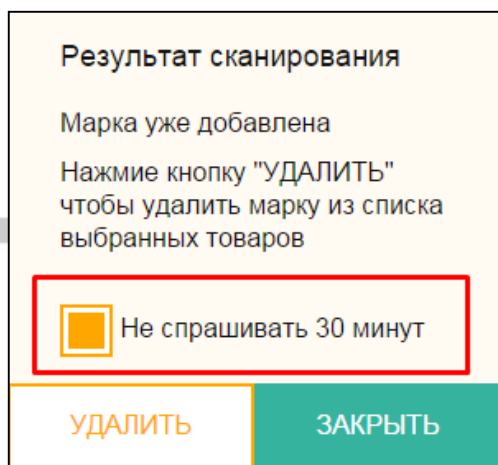 Результат сканирования
Марка уже добавлена
Нажмие кнопку "УДАЛИТЬ"
чтобы удалить марку из списка
выбранных товаров
Не спрашивать 30 минут
УДАЛИТЬ
ЗАКРЫТЬ